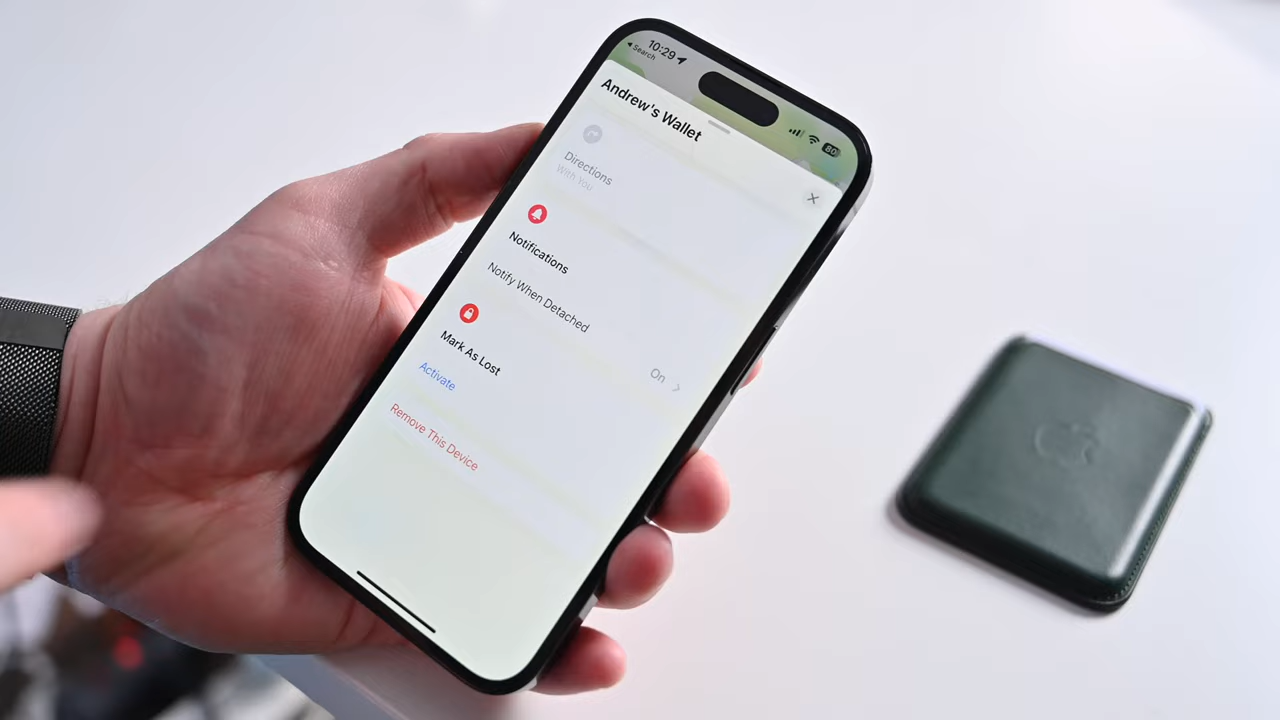 10:29
Search
80
Andrew's Wallet
Directions
With You
Notifications
Notify When Detached
On
Mark As Lost
Activate
Remove This Device